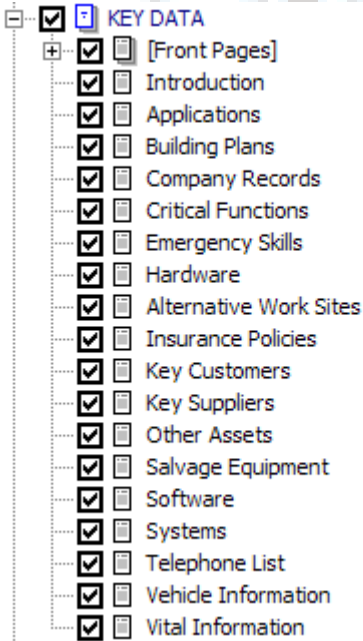 KEY DATA
[Front Pages]
Introduction
Applications
Building Plans
Company Records
Critical Functions
Emergency Skills
Hardware
Alternative Work Sites
Insurance Policies
Key Customers
Key Suppliers
Other Assets
Salvage Equipment
Software
Systems
Telephone List
Vehicle Information
Vital Information